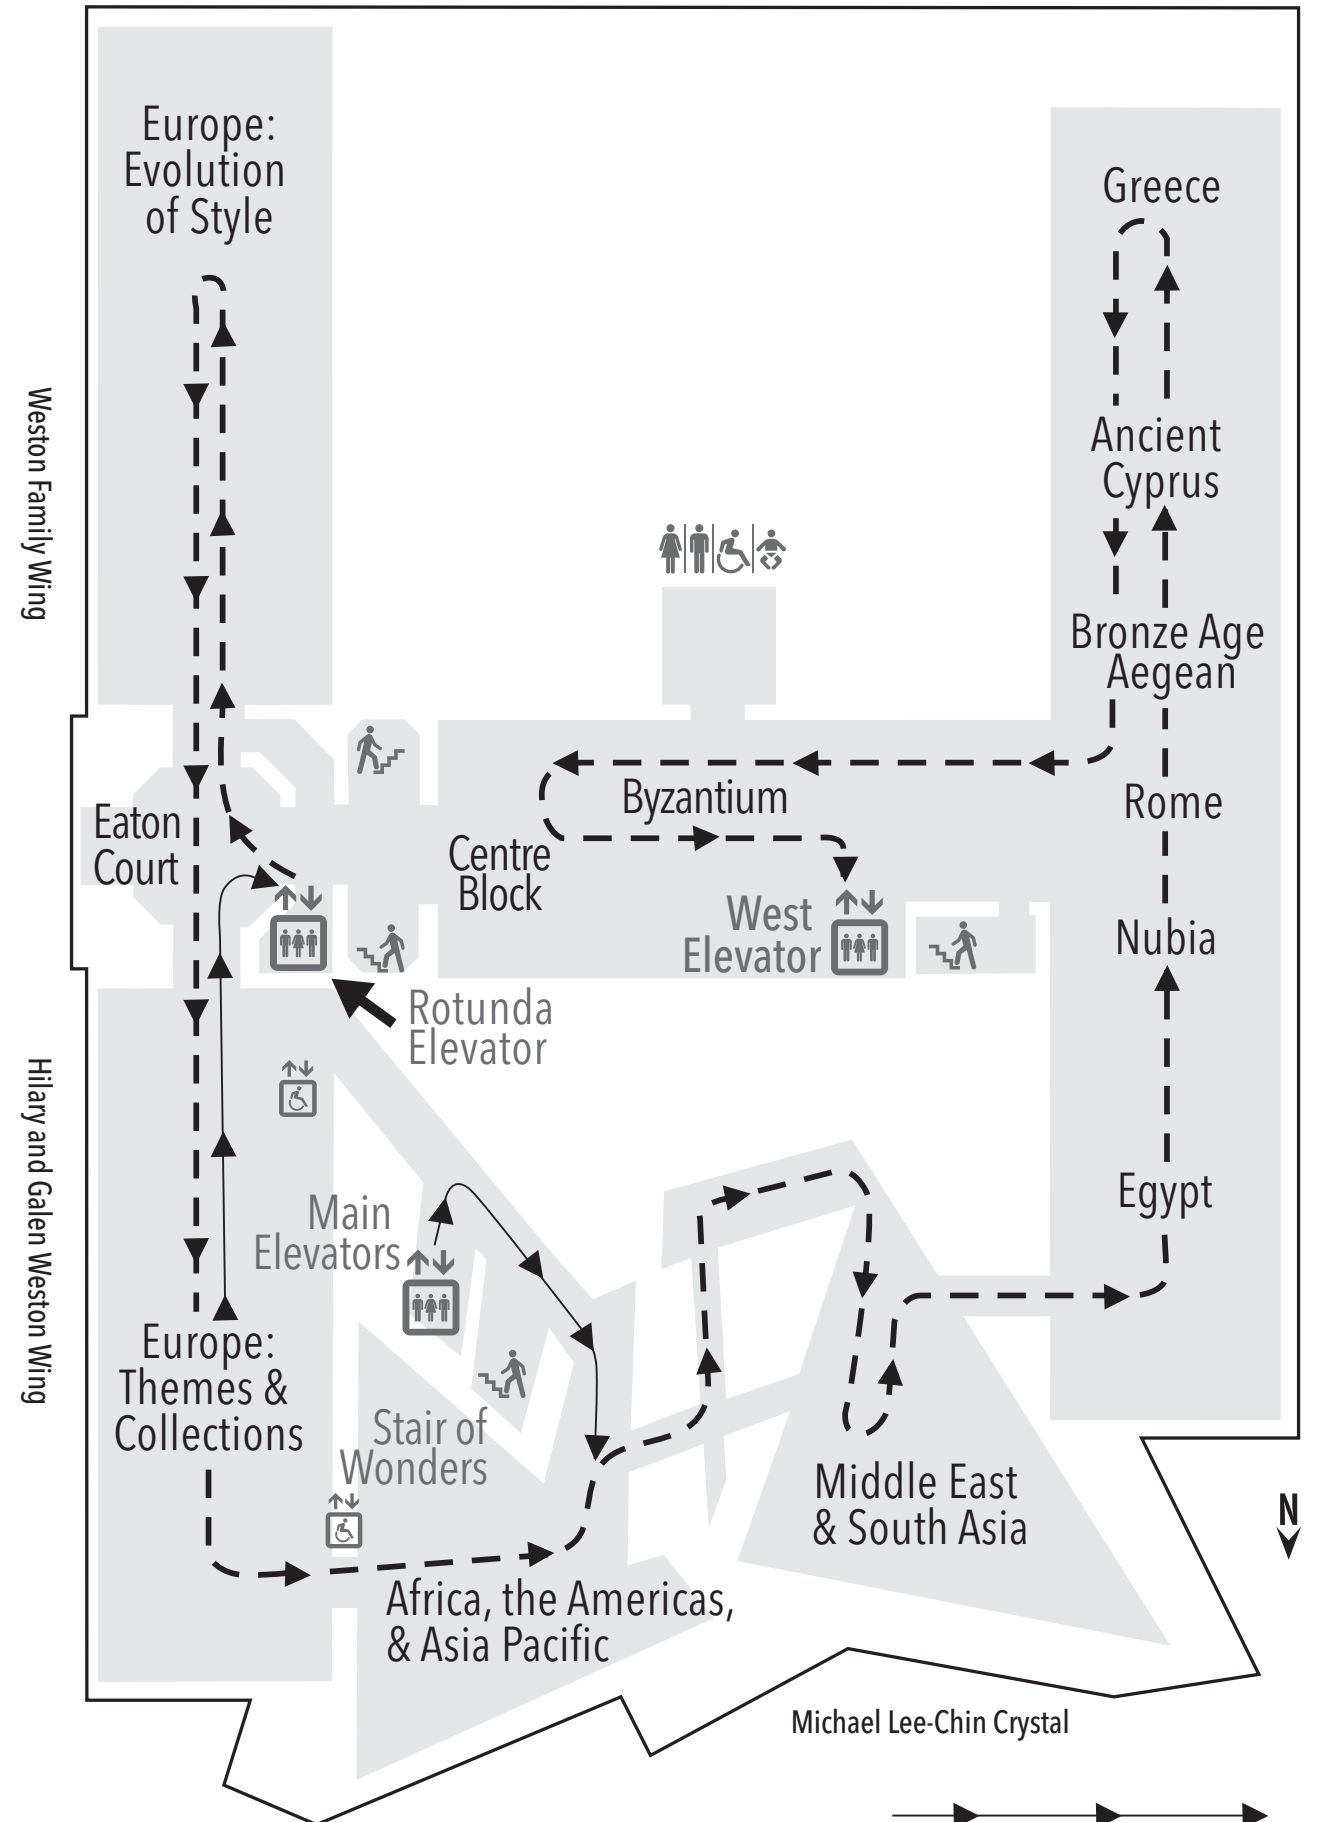 Europe:
Evolution
of Style
Greece
Weston Family Wing
Ancient
Cyprus
Bronze Age
Aegean
Byzantium
Rome
Eaton
Court
Centre
Block
West
Elevator
Nubia
Rotunda
Elevator
Hilary and Galen Weston Wing
Egypt
Main
Elevators
Europe:
Themes &
Collections
Stair of
Wonders
Middle East
& South Asia
N
Africa, the Americas,
& Asia Pacific
Michael Lee-Chin Crystal